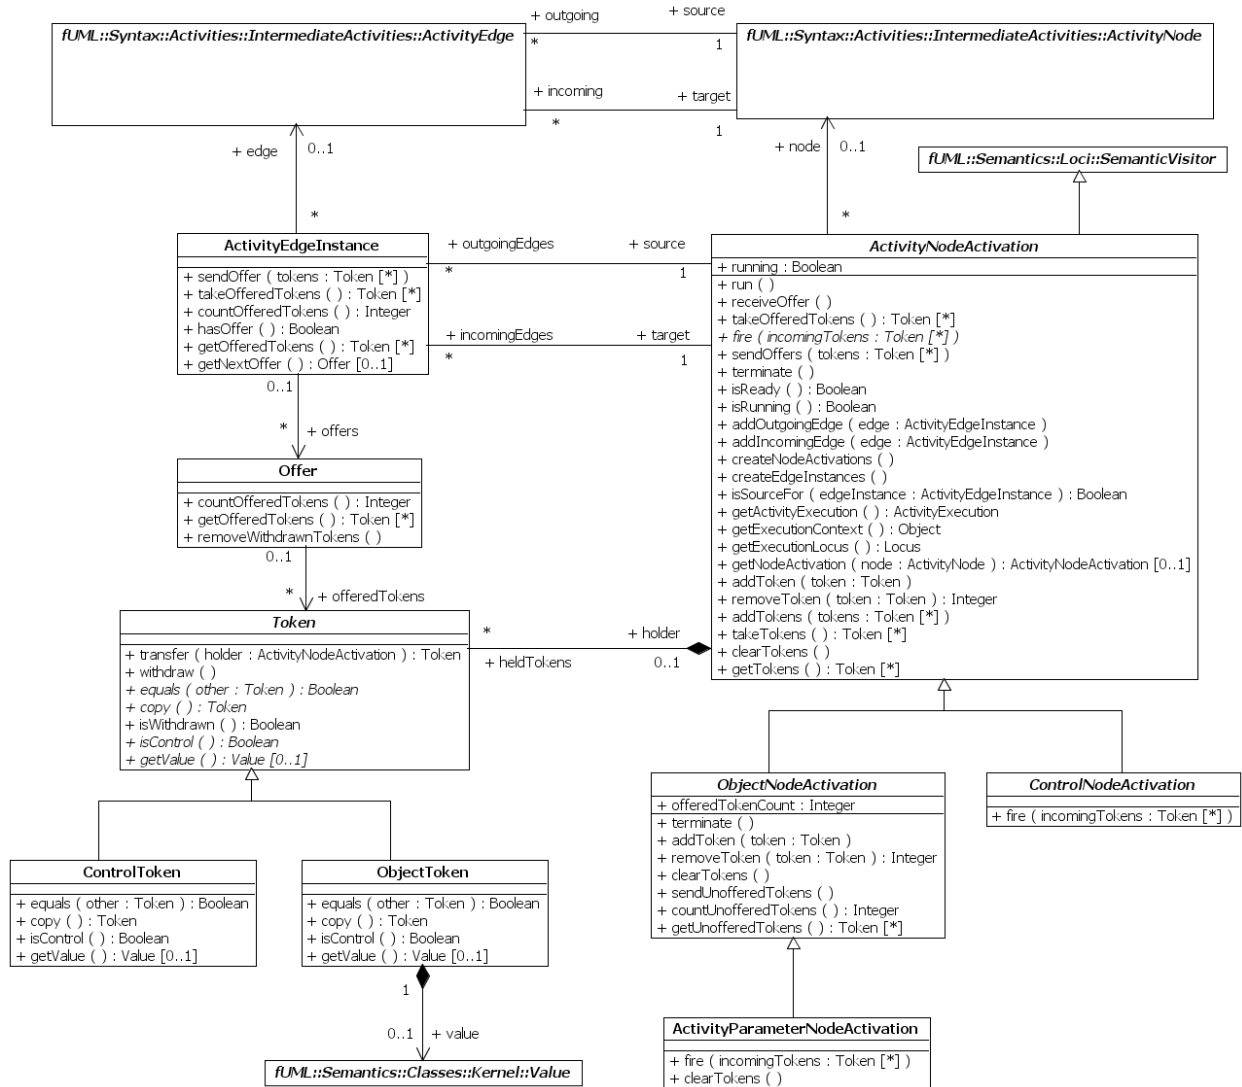 + outgoing
+ source
fUML::Syntax::Activities::IntermediateActivities::ActivityEdge
*
1
fUML::Syntax::Activities::IntermediateActivities::ActivityNode
+ incoming
+ target
*
1
+ edge
0..1
*
+ node
0..1
*
fUML::Semantics::Loci::SemanticVisitor
ActivityEdgeInstance
+ sendOffer ( tokens : Token [*] )
+ takeOfferedTokens ( ) : Token [*]
+ countOfferedTokens ( ) : Integer
+ hasOffer ( ) : Boolean
+ getOfferedTokens ( ) : Token [*]
+ getNextOffer ( ) : Offer [0..1]
+ outgoingEdges
+ source
*
1
+ incomingEdges
+ target
*
1
ActivityNodeActivation
+ running : Boolean
+ run ( )
+ receiveOffer ( )
+ takeOfferedTokens ( ) : Token [*]
+ fire ( incomingTokens : Token [*] )
+ sendOffers ( tokens : Token [*] )
+ terminate ( )
+ isReady ( ) : Boolean
+ isRunning ( ) : Boolean
+ addOutgoingEdge ( edge : ActivityEdgeInstance )
+ addIncomingEdge ( edge : ActivityEdgeInstance )
+ createNodeActivations ( )
+ createEdgeInstances ( )
+ isSourceFor ( edgeInstance : ActivityEdgeInstance ) : Boolean
+ getActivityExecution ( ) : ActivityExecution
+ getExecutionContext ( ) : Object
+ getExecutionLocus ( ) : Locus
+ getNodeActivation ( node : ActivityNode ) : ActivityNodeActivation [0..1]
+ addToken ( token : Token )
+ removeToken ( token : Token ) : Integer
+ addTokens ( tokens : Token [*] )
+ takeTokens ( ) : Token [*]
+ clearTokens ( )
+ getTokens ( ) : Token [*]
0..1
* + offers
Offer
+ countOfferedTokens ( ) : Integer
+ getOfferedTokens ( ) : Token [*]
+ removeWithdrawnTokens ( )
0..1
* + offeredTokens
Token
+ transfer ( holder : ActivityNodeActivation ) : Token
+ withdraw ( )
+ equals ( other : Token ) : Boolean
+ copy ( ) : Token
+ isWithdrawn ( ) : Boolean
+ isControl ( ) : Boolean
+ getValue ( ) : Value [0..1]
*
+ holder
+ heldTokens
0..1
ControlToken
+ equals ( other : Token ) : Boolean
+ copy ( ) : Token
+ isControl ( ) : Boolean
+ getValue ( ) : Value [0..1]
ObjectToken
+ equals ( other : Token ) : Boolean
+ copy ( ) : Token
+ isControl ( ) : Boolean
+ getValue ( ) : Value [0..1]
1
0..1 + value
fUML::Semantics::Classes::Kernel::Value
ObjectNodeActivation
+ offeredTokenCount : Integer
+ terminate ( )
+ addToken ( token : Token )
+ removeToken ( token : Token ) : Integer
+ clearTokens ( )
+ sendUnofferedTokens ( )
+ countUnofferedTokens ( ) : Integer
+ getUnofferedTokens ( ) : Token [*]
ControlNodeActivation
+ fire ( incomingTokens : Token [*] )
ActivityParameterNodeActivation
+ fire ( incomingTokens : Token [*] )
+ clearTokens ( )